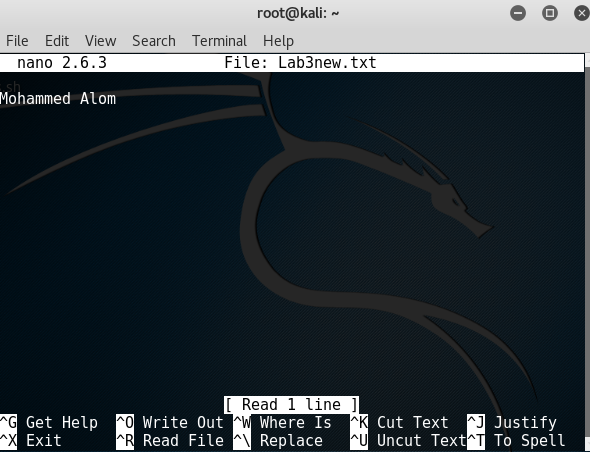 root@kali: ~
File Edit View Search Terminal Help
nano 2.6.3 File: Lab3new.txt
sh
Mohammed Alom
[ Read 1 line ]
^G Get Help ^O Write Out ^W Where Is ^K Cut Text ^J Justify
^X Exit ^R Read File ^\ Replace ^U Uncut Text ^T To Spell